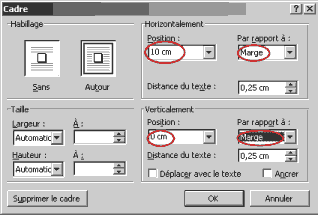 Cadre
Habillage
Sans
Autour
Horizontalement
Position :
Par rapport à :
10 cm
Marge
Distance du texte :
0,25 cm
Taille
Largeur :
À :
Automatic
Hauteur :
À :
Automatic
Verticalement
Position :
Par rapport à :
0 cm
Marge
Distance du texte :
0,25 cm
Déplacer avec le texte
Ancrer
Supprimer le cadre
OK
Annuler